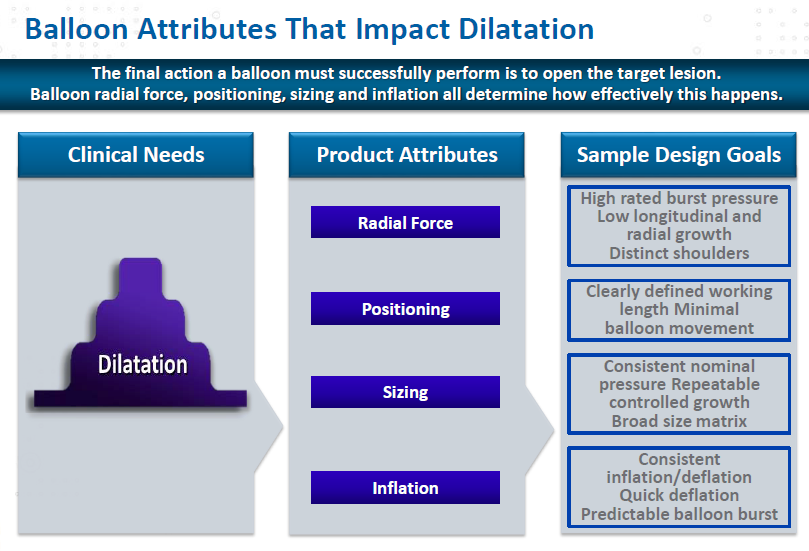 Balloon Attributes That Impact Dilatation
The final action a balloon must successfully perform is to open the target lesion.
Balloon radial force, positioning, sizing and inflation all determine how effectively this happens.
Clinical Needs
Dilatation
Product Attributes
Radial Force
Positioning
Sizing
Inflation
Sample Design Goals
High rated burst pressure
Low longitudinal and
radial growth
Distinct shoulders
Clearly defined working
length Minimal
balloon movement
Consistent nominal
pressure Repeatable
controlled growth
Broad size matrix
Consistent
inflation/deflation
Quick deflation
Predictable balloon burst